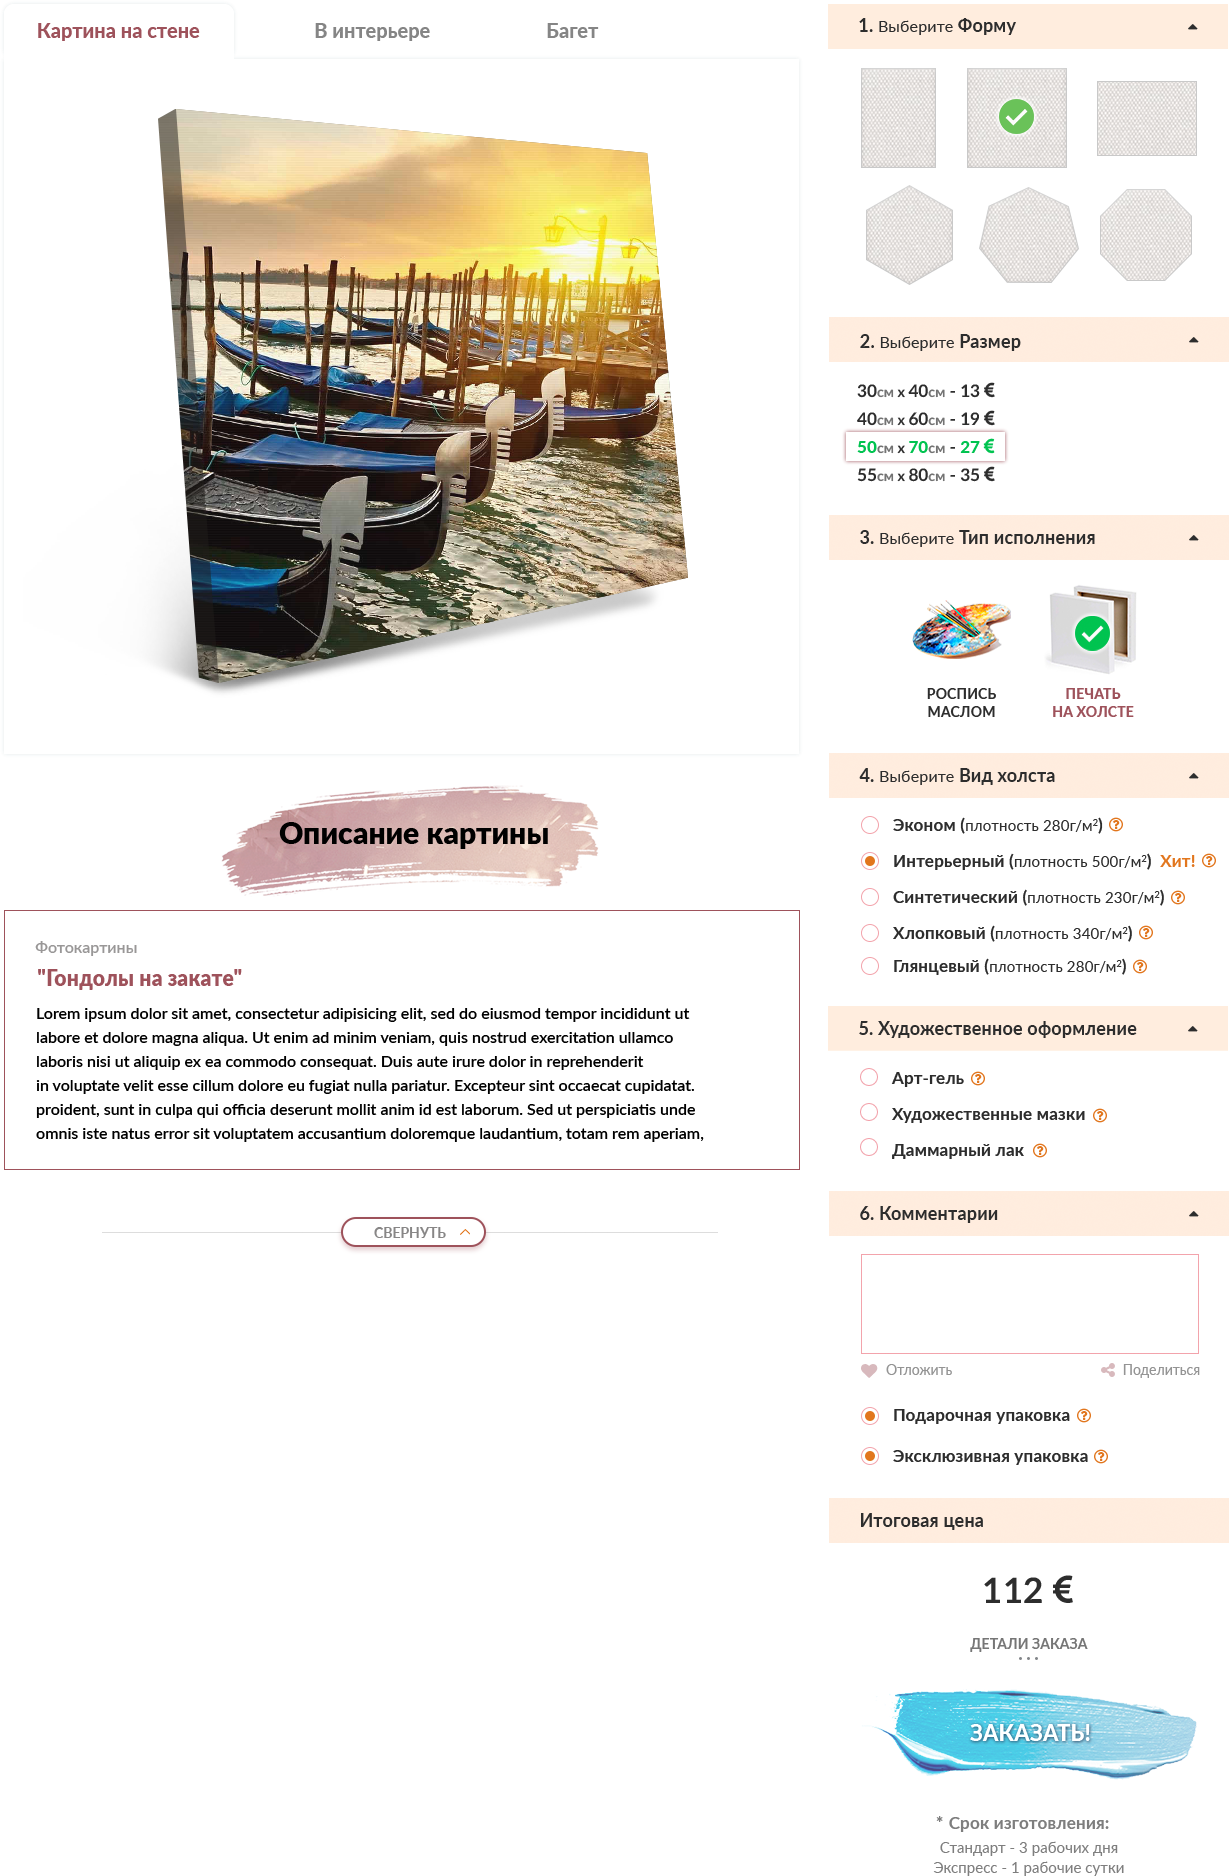 Картина на стене
В интерьере
Багет
Описание картины
Фотокартины
"Гондолы на закате"
Lorem ipsum dolor sit amet, consectetur adipisicing elit, sed do eiusmod tempor incididunt ut
labore et dolore magna aliqua. Ut enim ad minim veniam, quis nostrud exercitation ullamco
laboris nisi ut aliquip ex ea commodo consequat. Duis aute irure dolor in reprehenderit
in voluptate velit esse cillum dolore eu fugiat nulla pariatur. Excepteur sint occaecat cupidatat.
proident, sunt in culpa qui officia deserunt mollit anim id est laborum. Sed ut perspiciatis unde
omnis iste natus error sit voluptatem accusantium doloremque laudantium, totam rem aperiam,
СВЕРНУТЬ
1. Выберите Форму
2. Выберите Размер
30см х 40см - 13 €
40см х 60см - 19 €
50см х 70см - 27 €
55см х 80см - 35 €
3. Выберите Тип исполнения
РОСПИСЬ
МАСЛОМ
ПЕЧАТЬ
НА ХОЛСТЕ
4. Выберите Вид холста
Эконом (плотность 280г/м²) ?
Интерьерный (плотность 500г/м²) Хит! ?
Синтетический (плотность 230г/м²) ?
Хлопковый (плотность 340г/м²) ?
Глянцевый (плотность 280г/м²) ?
5. Художественное оформление
Арт-гель ?
Художественные мазки ?
Даммарный лак ?
6. Комментарии
Отложить
Поделиться
Подарочная упаковка ?
Эксклюзивная упаковка ?
Итоговая цена
112 €
ДЕТАЛИ ЗАКАЗА
...
ЗАКАЗАТЬ!
* Срок изготовления:
Стандарт - 3 рабочих дня
Экспресс - 1 рабочие сутки